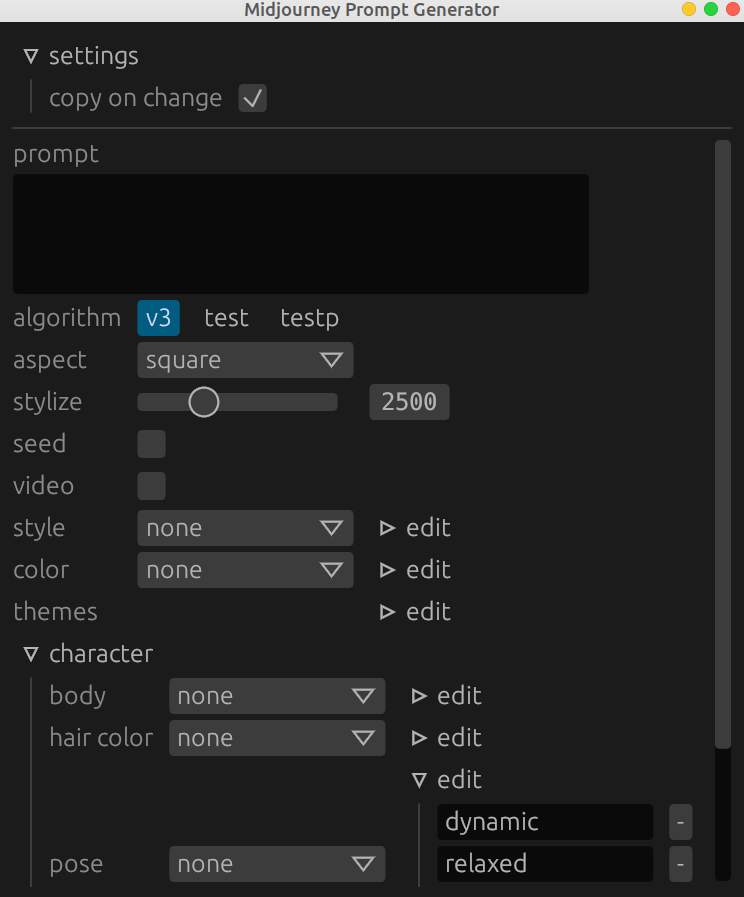 Midjourney Prompt Generator
settings
copy on change
prompt
algorithm v3 test testp
aspect square
stylize 2500
seed
video
style none edit
color none edit
themes edit
character
body none edit
hair color none edit
edit
dynamic -
pose none relaxed -